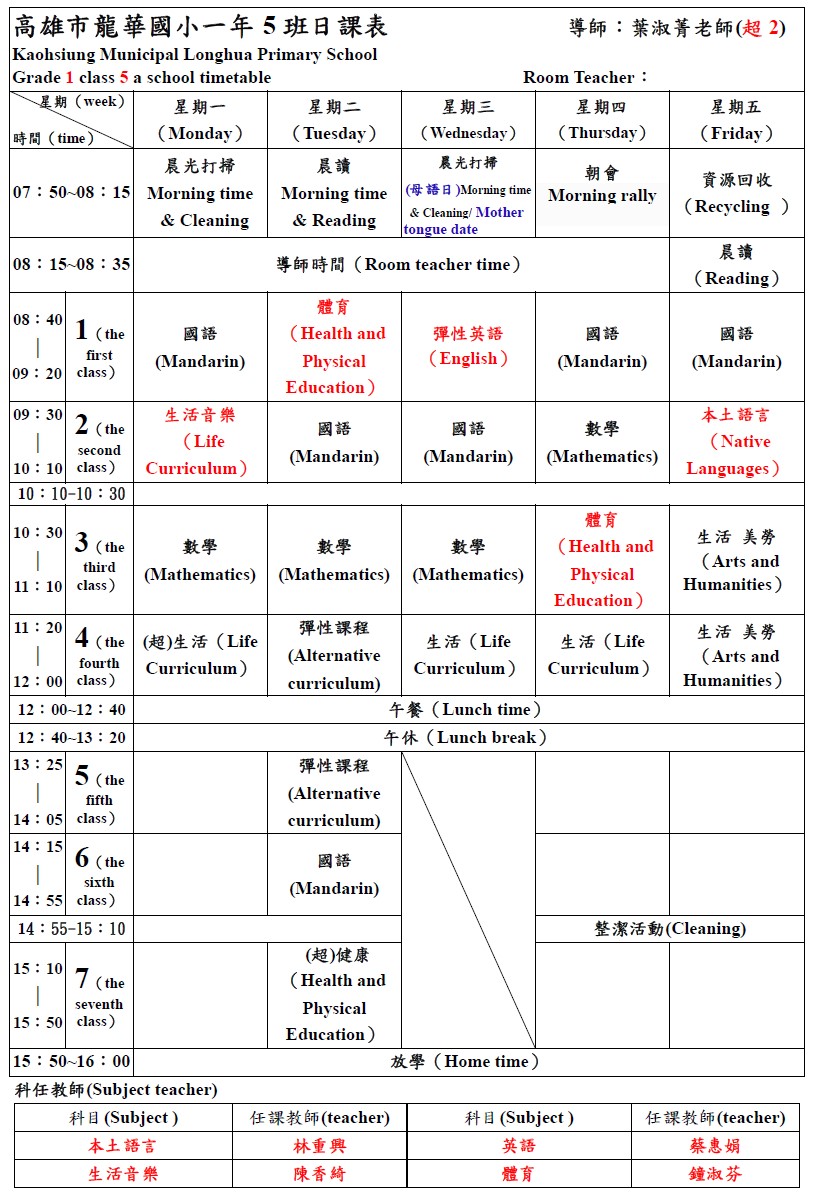 高雄市龍華國小一年 5 班日課表 導師：葉淑菁老師(超 2)
Kaohsiung Municipal Longhua Primary School
Grade 1 class 5 a school timetable Room Teacher：
星期（week）
時間（time）
星期一
（Monday）
星期二
（Tuesday）
星期三
（Wednesday）
星期四
（Thursday）
星期五
（Friday）
07：50~08：15
晨光打掃
Morning time
& Cleaning
晨讀
Morning time
& Reading
晨光打掃
(母語日)Morning time
& Cleaning/ Mother
tongue date
朝會
Morning rally
資源回收
（Recycling ）
08：15~08：35
導師時間（Room teacher time）
晨讀
（Reading）
08：40
｜
09：20
1（the
first
class）
國語
(Mandarin)
體育
（Health and
Physical
Education）
彈性英語
（English）
國語
(Mandarin)
國語
(Mandarin)
09：30
｜
10：10
2（the
second
class）
生活音樂
（Life
Curriculum）
國語
(Mandarin)
國語
(Mandarin)
數學
(Mathematics)
本土語言
（Native
Languages）
10：10-10：30
10：30
｜
11：10
3（the
third
class）
數學
(Mathematics)
數學
(Mathematics)
數學
(Mathematics)
體育
（Health and
Physical
Education）
生活 美勞
（Arts and
Humanities）
11：20
｜
12：00
4（the
fourth
class）
(超)生活（Life
Curriculum）
彈性課程
(Alternative
curriculum)
生活（Life
Curriculum）
生活（Life
Curriculum）
生活 美勞
（Arts and
Humanities）
12：00~12：40
午餐（Lunch time）
12：40~13：20
午休（Lunch break）
13：25
｜
14：05
5（the
fifth
class）
彈性課程
(Alternative
curriculum)
14：15
｜
14：55
6（the
sixth
class）
國語
(Mandarin)
14：55-15：10
整潔活動(Cleaning)
15：10
｜
15：50
7（the
seventh
class）
(超)健康
（Health and
Physical
Education）
15：50~16：00
放學（Home time）
科任教師(Subject teacher)
科目(Subject ) 任課教師(teacher) 科目(Subject ) 任課教師(teacher)
本土語言 林重興 英語 蔡惠娟
生活音樂 陳香綺 體育 鐘淑芬